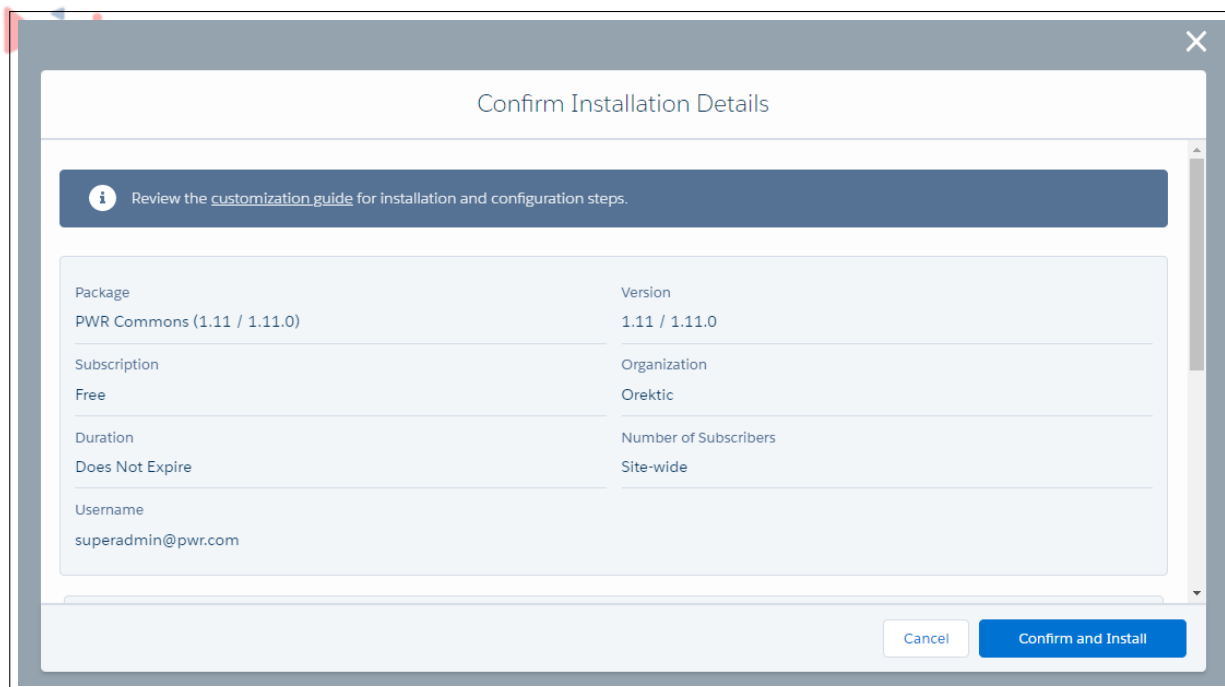 Confirm Installation Details
Review the customization guide for installation and configuration steps.
Package
PWR Commons (1.11 / 1.11.0)
Version
1.11 / 1.11.0
Subscription
Free
Organization
Orektic
Duration
Does Not Expire
Number of Subscribers
Site-wide
Username
superadmin@pwr.com
Cancel
Confirm and Install